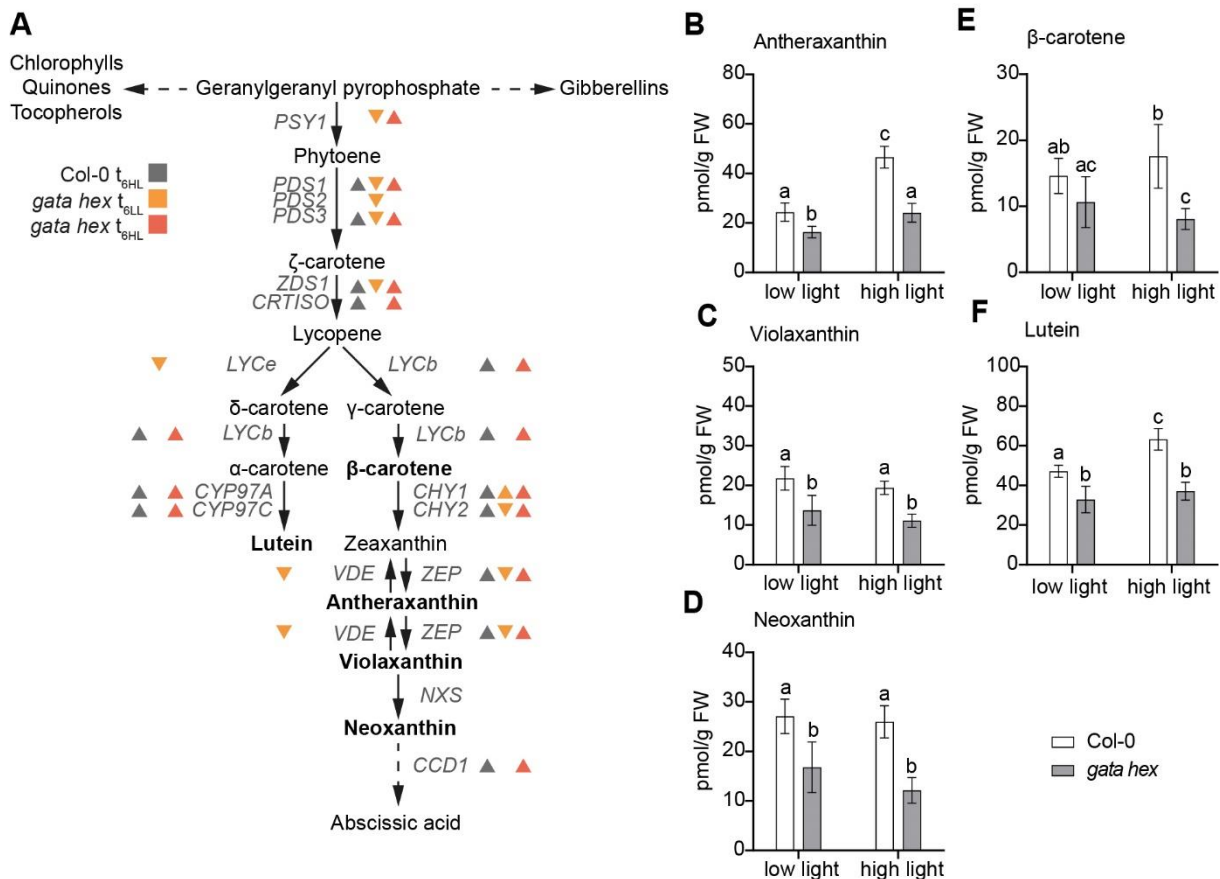 A
Chlorophylls
Quinones
Tocopherols
Geranylgeranyl pyrophosphate
Gibberellins
PSY1
Phytoene
Col-0 t6HL
gata hex t6LL
gata hex t6HL
PDS1
PDS2
PDS3
ζ-carotene
ZDS1
CRTISO
Lycopene
LYCe
LYCb
δ-carotene
γ-carotene
LYCb
LYCb
α-carotene
β-carotene
CYP97A
CYP97C
CHY1
CHY2
Lutein
Zeaxanthin
VDE
ZEP
Antheraxanthin
VDE
ZEP
Violaxanthin
NXS
Neoxanthin
CCD1
Abscissic acid
B
Antheraxanthin
pmol/g FW
80
60
40
20
0
a
b
c
a
low light
high light
C
Violaxanthin
pmol/g FW
50
40
30
20
10
0
a
b
a
b
low light
high light
D
Neoxanthin
pmol/g FW
40
30
20
10
0
a
b
a
b
low light
high light
E
β-carotene
pmol/g FW
30
20
10
0
ab
ac
b
c
low light
high light
F
Lutein
pmol/g FW
100
80
60
40
20
0
a
b
c
b
low light
high light
Col-0
gata hex